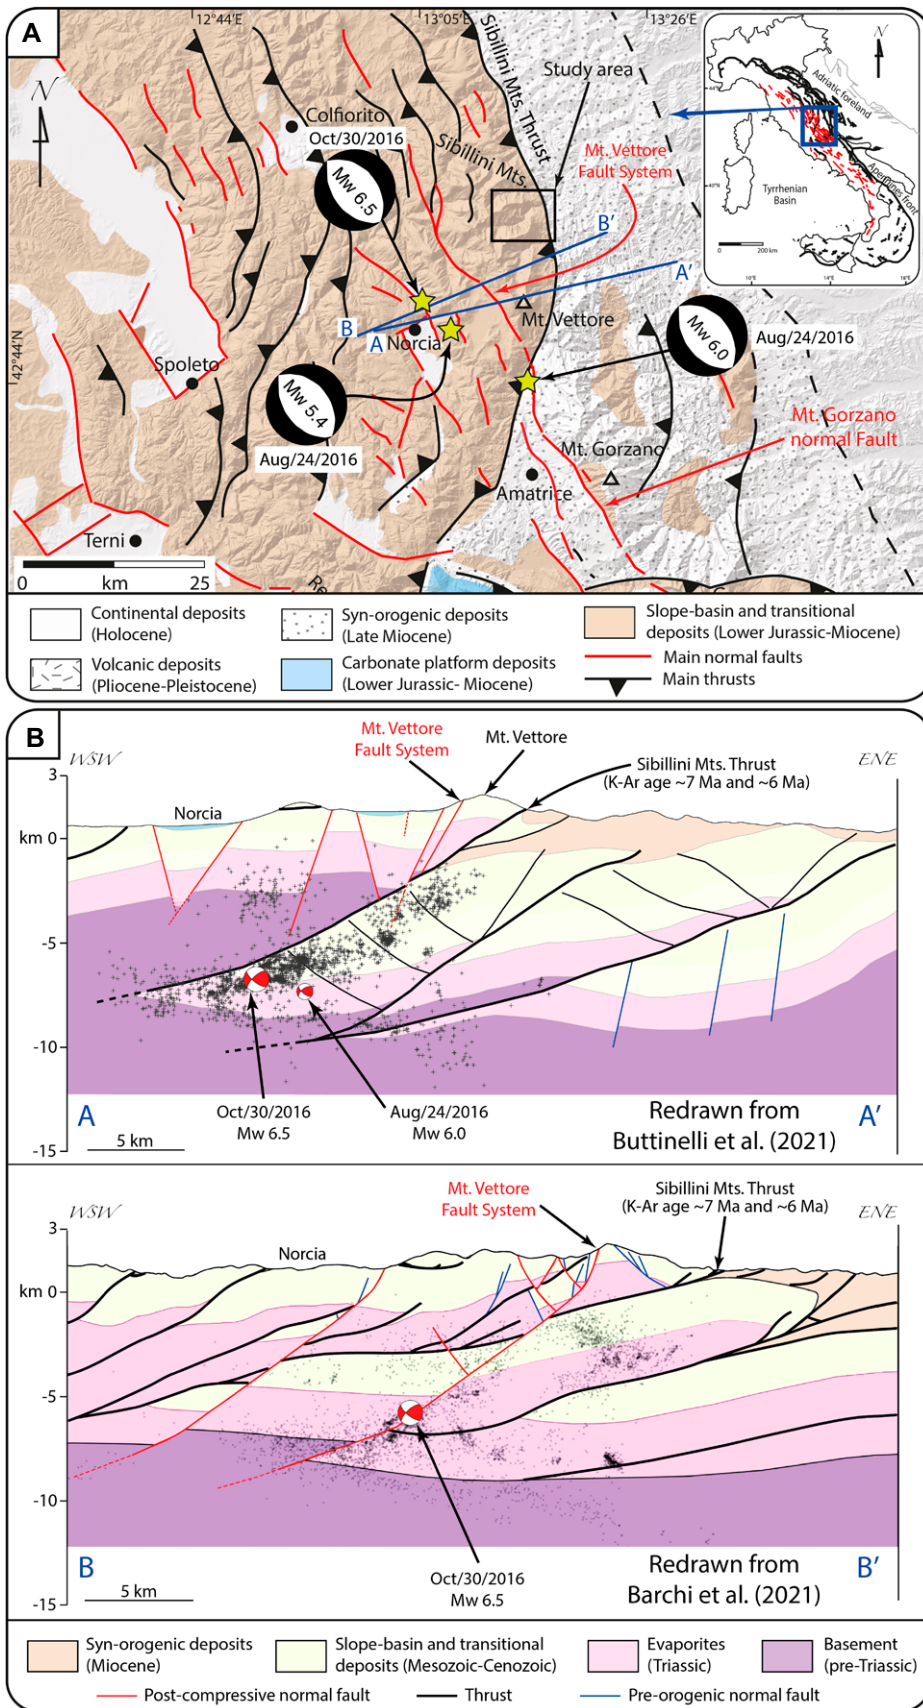 A
12°44'E
13°05'E
13°26'E
N
Colfiorito
Oct/30/2016
Mw 6.5
Sibillini Mts. Thrust
Sibillini Mts.
Study area
Mt. Vettore
Fault System
N
Adriatic foreland
Apennines front
Tyrrhenian
Basin
0
200 km
10°E
14°E
18°E
44°N
40°N
B'
A'
B
A
Norcia
Mt. Vettore
42°44'N
Spoleto
Mw 5.4
Aug/24/2016
Mw 6.0
Aug/24/2016
Mt. Gorzano
normal Fault
Mt. Gorzano
Amatrice
Terni
0
km
25
Continental deposits
(Holocene)
Syn-orogenic deposits
(Late Miocene)
Slope-basin and transitional
deposits (Lower Jurassic-Miocene)
Volcanic deposits
(Pliocene-Pleistocene)
Carbonate platform deposits
(Lower Jurassic- Miocene)
Main normal faults
Main thrusts
B
WSW
Mt. Vettore
Fault System
Mt. Vettore
Sibillini Mts. Thrust
(K-Ar age ~7 Ma and ~6 Ma)
ENE
3
km 0
-5
-10
-15
Norcia
A
5 km
Oct/30/2016
Mw 6.5
Aug/24/2016
Mw 6.0
Redrawn from
Buttinelli et al. (2021)
A'
WSW
Mt. Vettore
Fault System
Sibillini Mts. Thrust
(K-Ar age ~7 Ma and ~6 Ma)
ENE
3
km 0
-5
-10
-15
Norcia
B
5 km
Oct/30/2016
Mw 6.5
Redrawn from
Barchi et al. (2021)
B'
Syn-orogenic deposits
(Miocene)
Slope-basin and transitional
deposits (Mesozoic-Cenozoic)
Evaporites
(Triassic)
Basement
(pre-Triassic)
Post-compressive normal fault
Thrust
Pre-orogenic normal fault